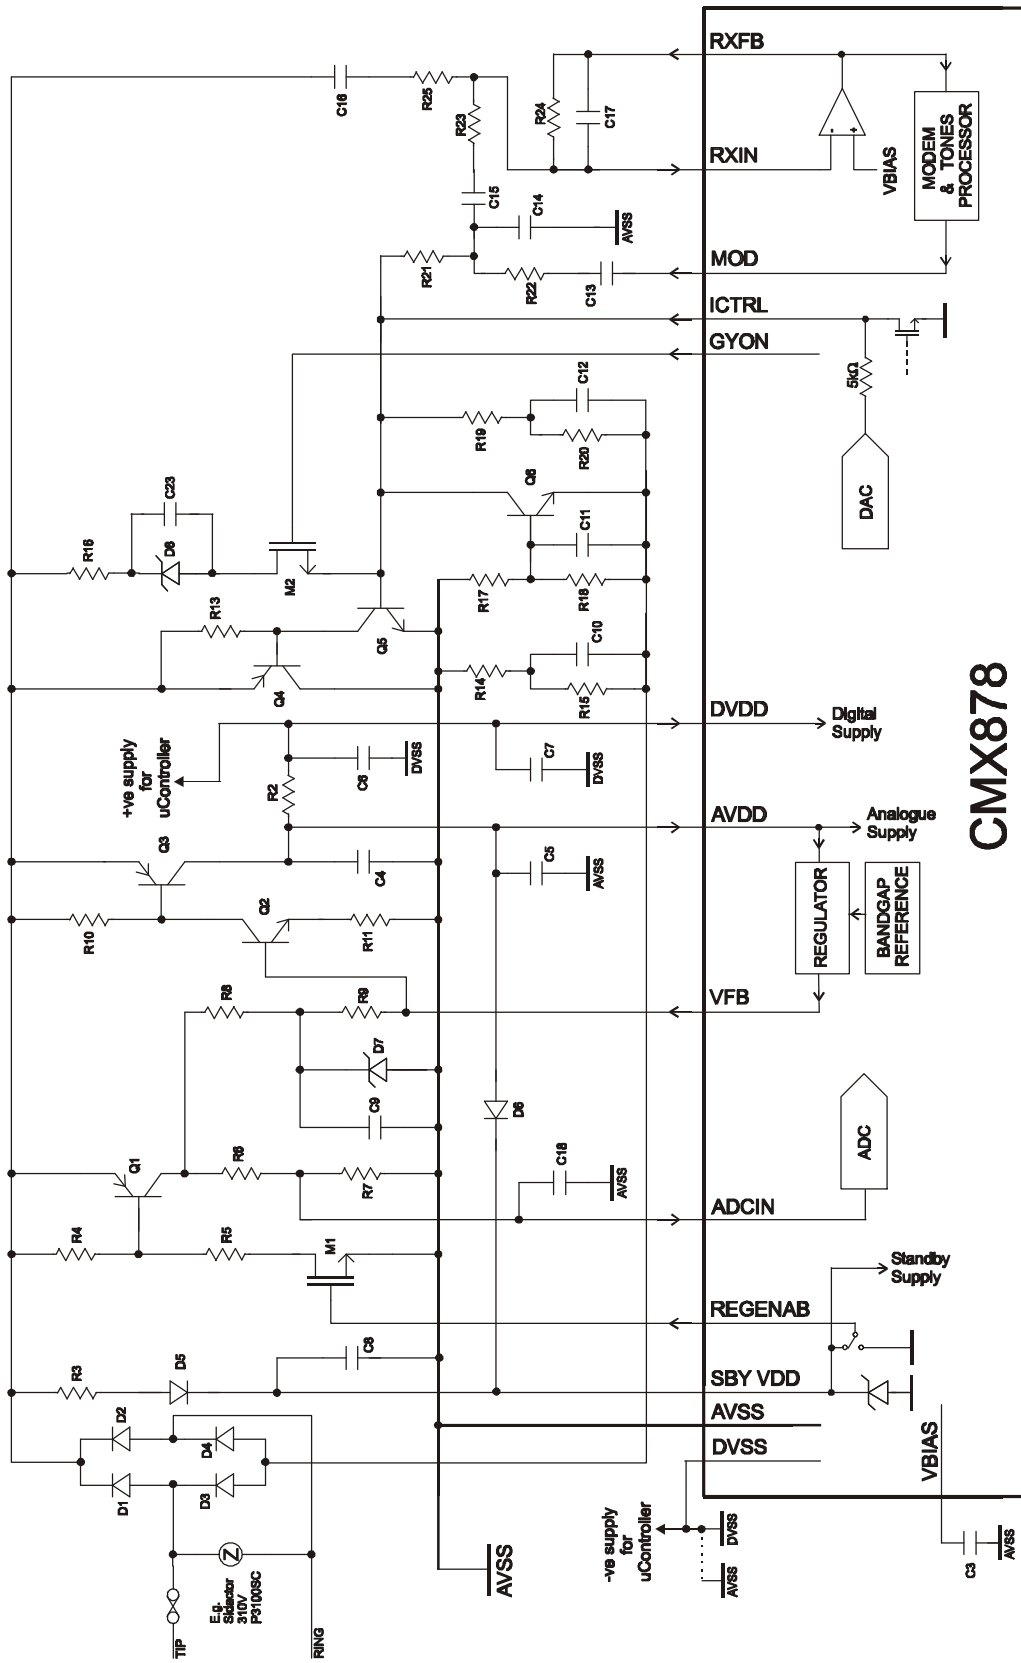 RXFB
C16
R25
R23
R24
C17
RXIN
VBIAS
MODEM
& TONES
PROCESSOR
C15
C14
AVSS
R21
R22
C13
MOD
ICTRL
GYON
5kΩ
DAC
C12
R19
R20
Q6
C11
R17
R18
C23
R16
D8
M2
R13
Q5
Q4
C10
R14
R15
DVDD
Digital
Supply
+ve supply
for
uController
C6
DVSS
C7
DVSS
R2
Q3
C4
C5
AVSS
AVDD
Analogue
Supply
REGULATOR
BANDGAP
REFERENCE
CMX878
R10
Q2
R11
R8
R9
VFB
D7
C9
D6
ADC
Q1
R6
R7
C18
AVSS
ADCIN
R4
R5
M1
REGENAB
Standby
Supply
C8
R3
D5
SBY VDD
AVSS
DVSS
VBIAS
D2
D4
D1
D3
-ve supply
for
uController
DVSS
AVSS
AVSS
C3
AVSS
E.g.
Sidactor
310V
P3100SC
Z
TIP
RING